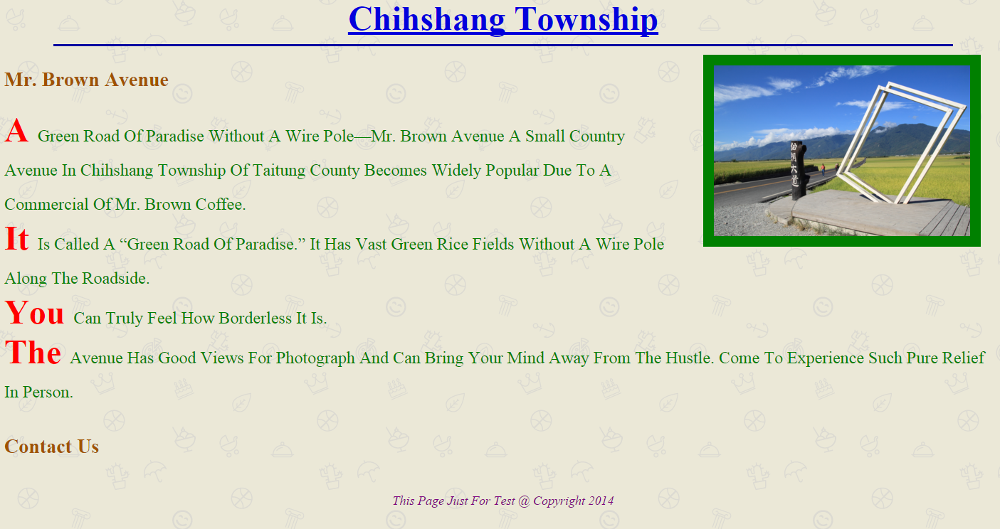 Chihshang Township
Mr. Brown Avenue
A Green Road Of Paradise Without A Wire Pole—Mr. Brown Avenue A Small Country
Avenue In Chihshang Township Of Taitung County Becomes Widely Popular Due To A
Commercial Of Mr. Brown Coffee.
伯朗大道
It Is Called A “Green Road Of Paradise.” It Has Vast Green Rice Fields Without A Wire Pole
Along The Roadside.
You Can Truly Feel How Borderless It Is.
The Avenue Has Good Views For Photograph And Can Bring Your Mind Away From The Hustle. Come To Experience Such Pure Relief
In Person.
Contact Us
This Page Just For Test @ Copyright 2014